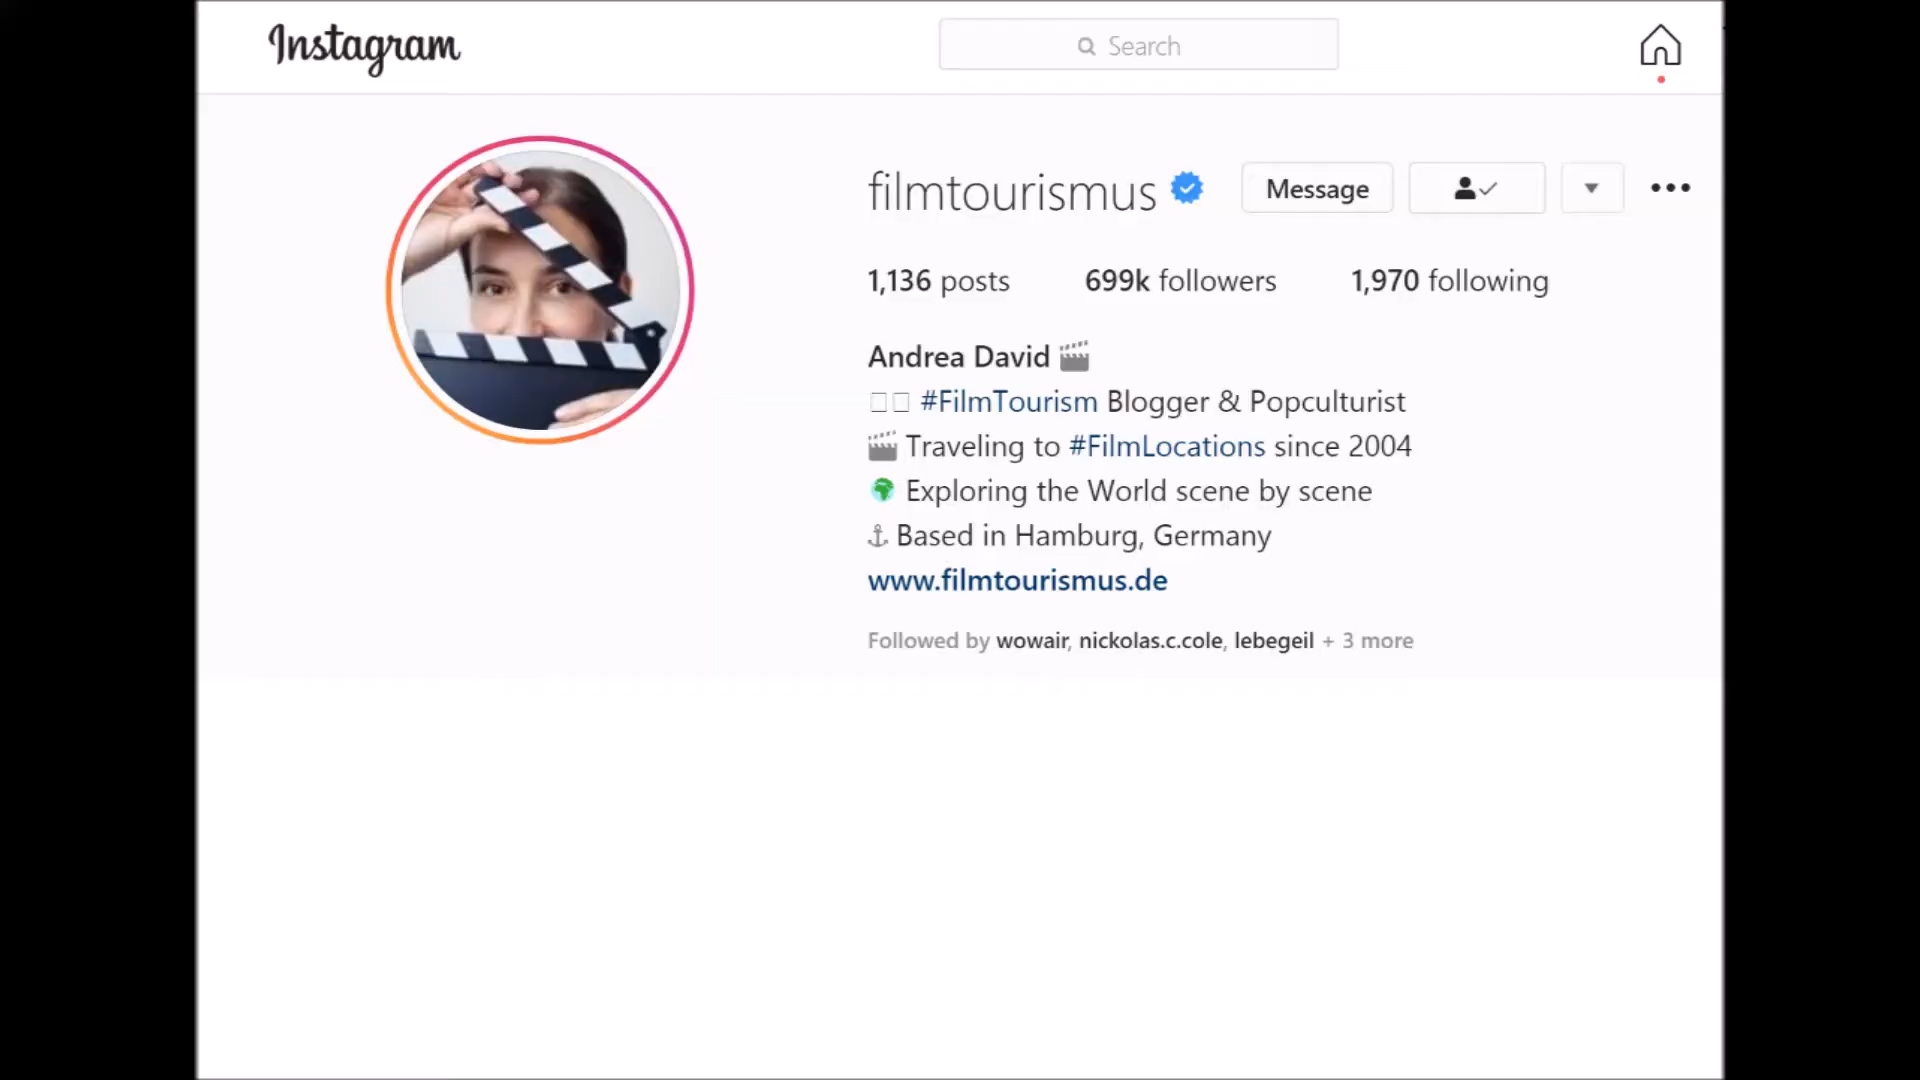 Instagram
Search
filmtourismus
Message
1,136 posts 699k followers 1,970 following
Andrea David 🎬
#FilmTourism Blogger & Popculturist
🎬 Traveling to #FilmLocations since 2004
🌍 Exploring the World scene by scene
⚓ Based in Hamburg, Germany
www.filmtourismus.de
Followed by wowair, nickolas.c.cole, lebegeil + 3 more